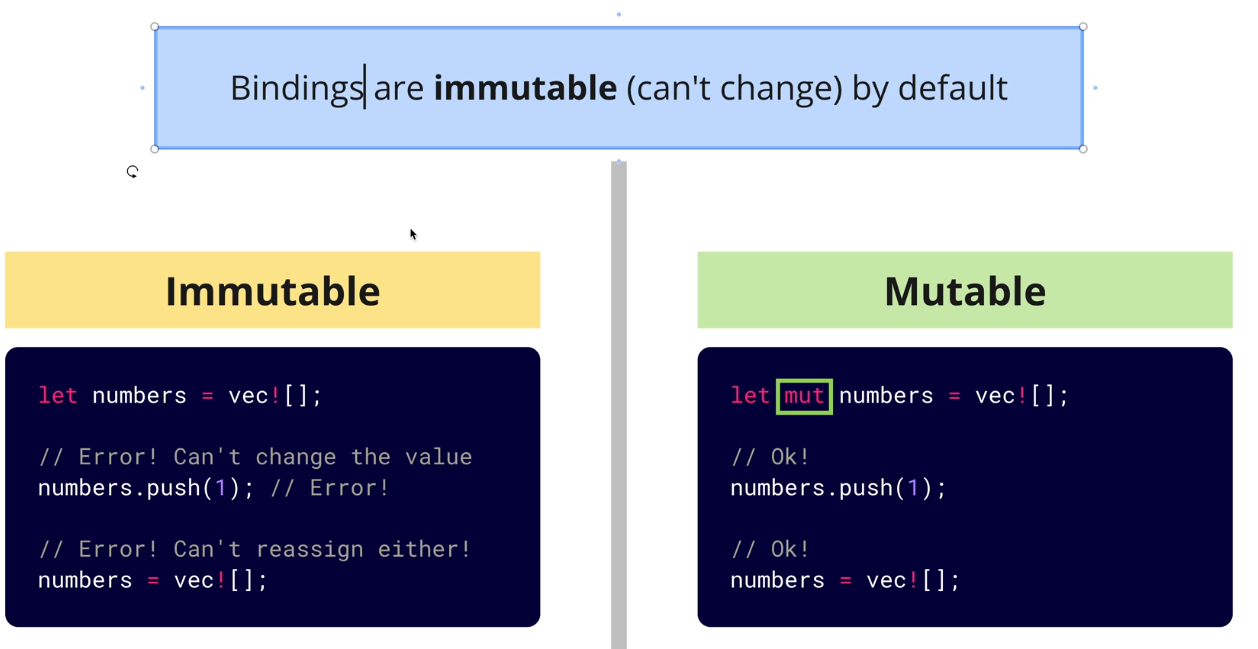 Bindings are immutable (can't change) by default
Immutable
let numbers = vec![];
// Error! Can't change the value
numbers.push(1); // Error!
// Error! Can't reassign either!
numbers = vec![];
Mutable
let mut numbers = vec![];
// Ok!
numbers.push(1);
// Ok!
numbers = vec![];